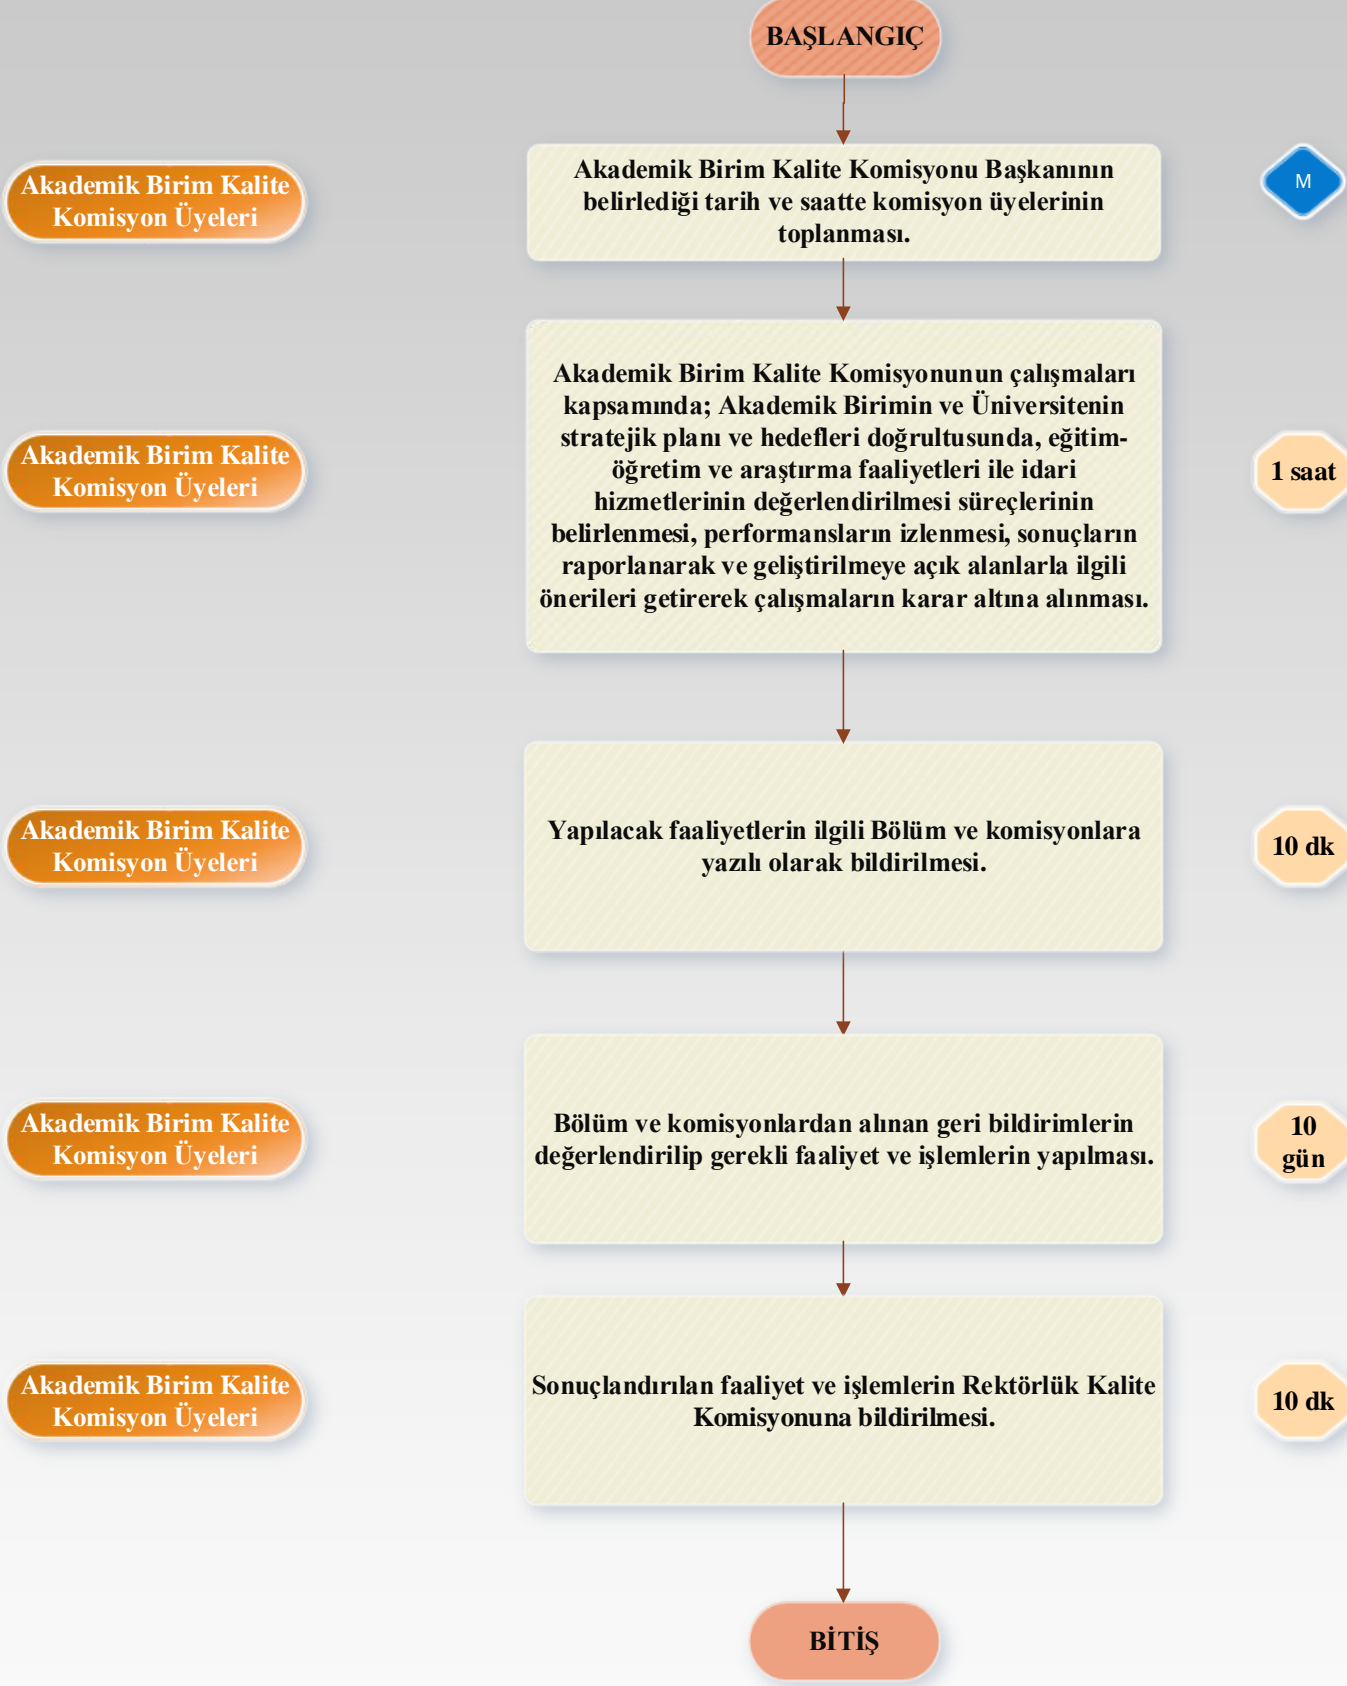 BAŞLANGIÇ
Akademik Birim Kalite
Komisyon Üyeleri
Akademik Birim Kalite Komisyonu Başkanının
belirlediği tarih ve saatte komisyon üyelerinin
toplanması.
M
Akademik Birim Kalite
Komisyon Üyeleri
Akademik Birim Kalite Komisyonunun çalışmaları
kapsamında; Akademik Birimin ve Üniversitenin
stratejik planı ve hedefleri doğrultusunda, eğitim-
öğretim ve araştırma faaliyetleri ile idari
hizmetlerinin değerlendirilmesi süreçlerinin
belirlenmesi, performansların izlenmesi, sonuçların
raporlanarak ve geliştirilmeye açık alanlarla ilgili
önerileri getirerek çalışmaların karar altına alınması.
1 saat
Akademik Birim Kalite
Komisyon Üyeleri
Yapılacak faaliyetlerin ilgili Bölüm ve komisyonlara
yazılı olarak bildirilmesi.
10 dk
Akademik Birim Kalite
Komisyon Üyeleri
Bölüm ve komisyonlardan alınan geri bildirimlerin
değerlendirilip gerekli faaliyet ve işlemlerin yapılması.
10
gün
Akademik Birim Kalite
Komisyon Üyeleri
Sonuçlandırılan faaliyet ve işlemlerin Rektörlük Kalite
Komisyonuna bildirilmesi.
10 dk
BİTİŞ